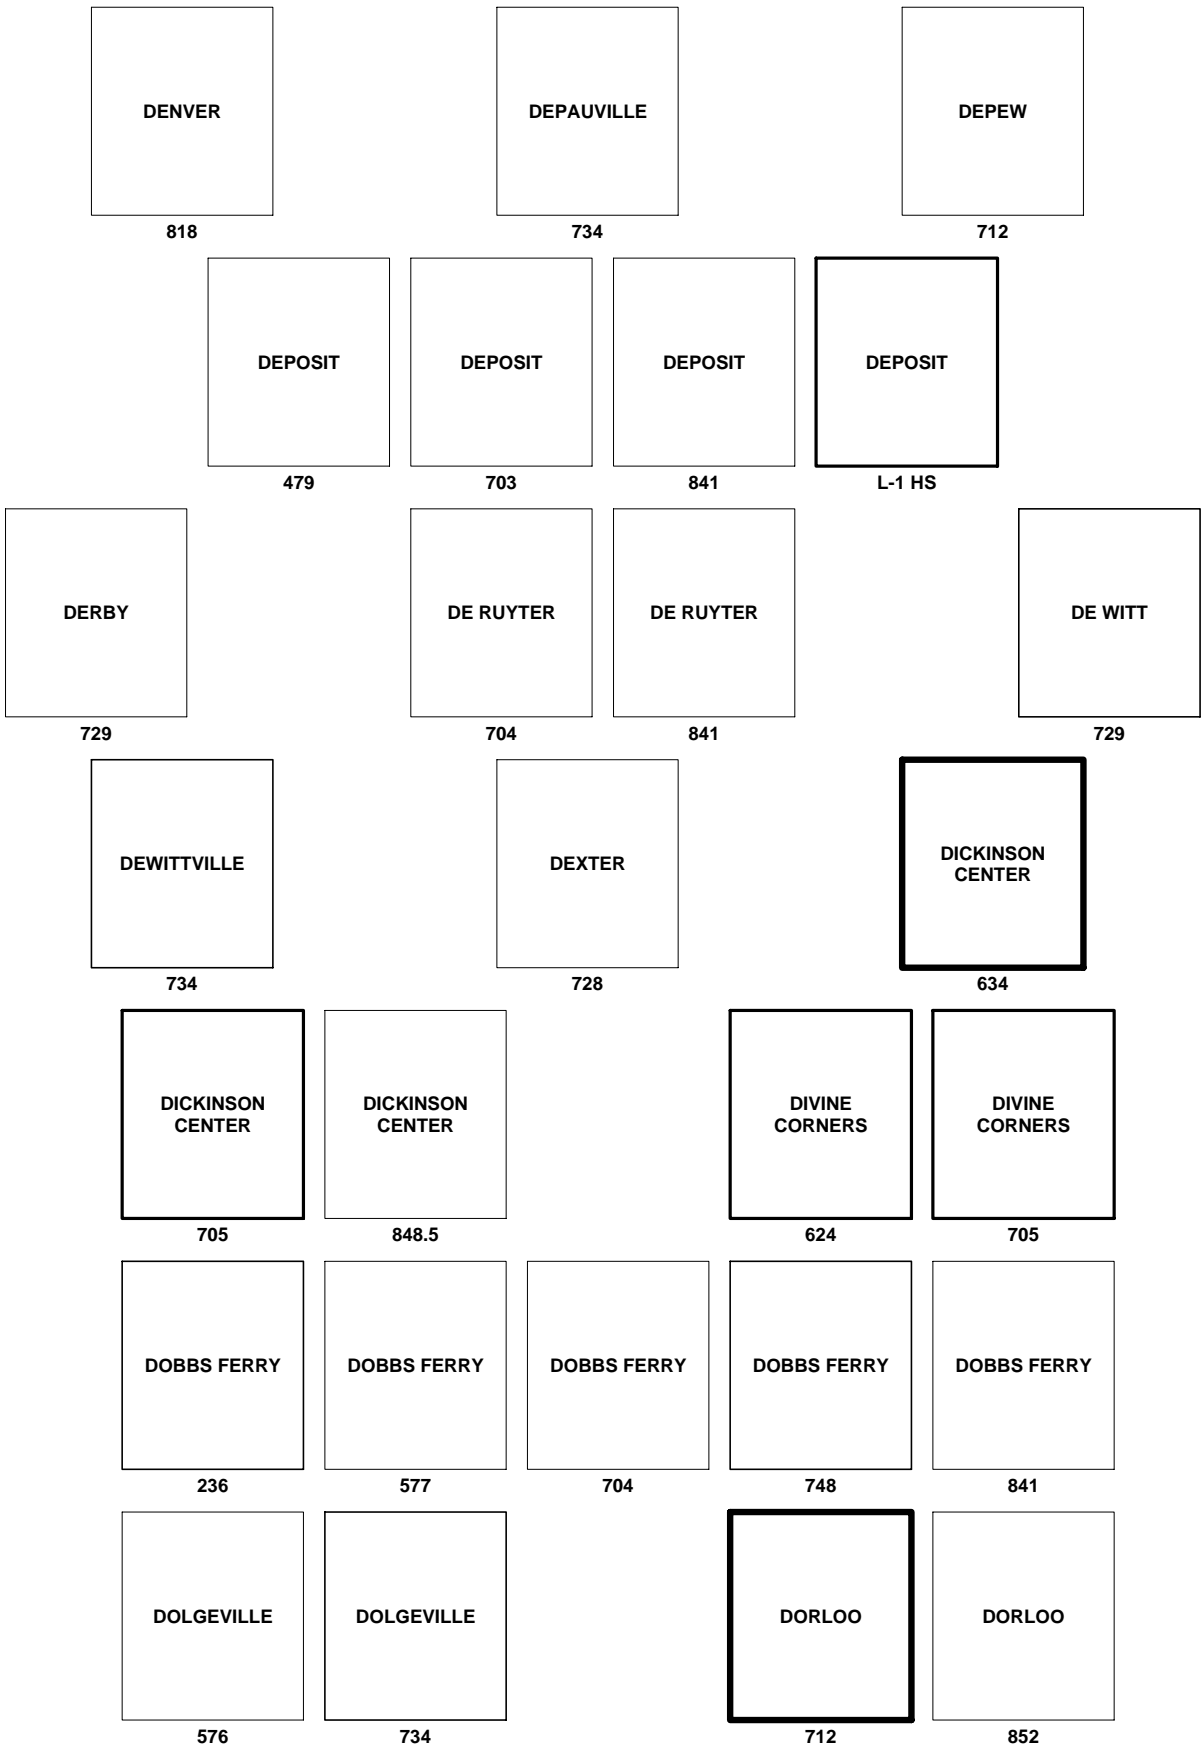 DENVER
818
DEPAUVILLE
734
DEPEW
712
DEPOSIT
479
DEPOSIT
703
DEPOSIT
841
DEPOSIT
L-1 HS
DERBY
729
DE RUYTER
704
DE RUYTER
841
DE WITT
729
DEWITTVILLE
734
DEXTER
728
DICKINSON
CENTER
634
DICKINSON
CENTER
705
DICKINSON
CENTER
848.5
DIVINE
CORNERS
624
DIVINE
CORNERS
705
DOBBS FERRY
236
DOBBS FERRY
577
DOBBS FERRY
704
DOBBS FERRY
748
DOBBS FERRY
841
DOLGEVILLE
576
DOLGEVILLE
734
DORLOO
712
DORLOO
852